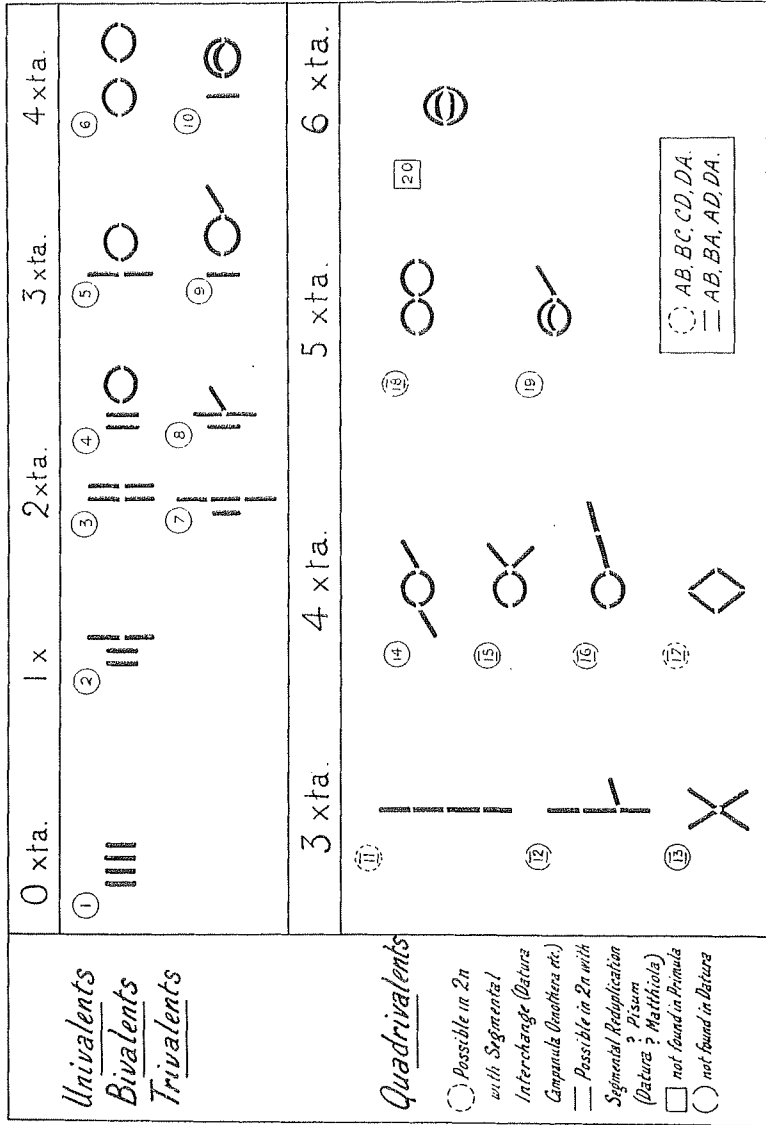 0 xta. 1 x 2 xta. 3 xta. 4 xta.
Univalents
Bivalents
Trivalents
1 2 3 4 5 6
7 8 9 10
3 xta. 4 xta. 5 xta. 6 xta.
Quadrivalents
11 14 18 20
12 15 19
16
13 17
Possible in 2n
with Segmental
Interchange (Datura
Campanula Œnothera etc.)
Possible in 2n with
Segmental Reduplication
(Datura ? Pisum
? Matthiola)
not found in Primula
not found in Datura
AB, BC, CD, DA.
AB, BA, AD, DA.